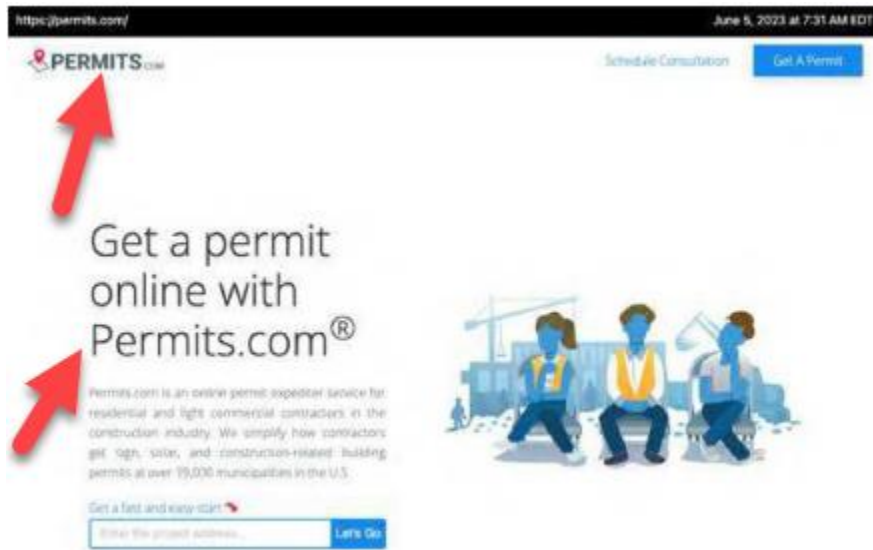 https://permits.com/ June 5, 2023 at 7:31 AM EDT
PERMITS.COM
Schedule Consultation Get A Permit
Get a permit
online with
Permits.com®
Permits.com is an online permit expediter service for
residential and light commercial contractors in the
construction industry. We simplify how contractors
get sign, solar, and construction-related building
permits at over 19,000 municipalities in the U.S.
Get a fast and easy start
Enter the project address... Let's Go